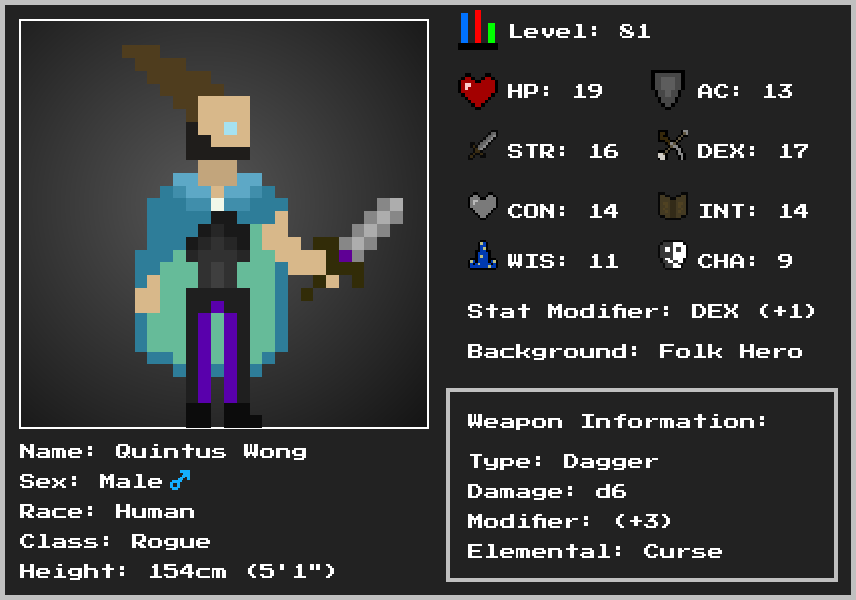 Level: 81
HP: 19
AC: 13
STR: 16
DEX: 17
CON: 14
INT: 14
WIS: 11
CHA: 9
Stat Modifier: DEX (+1)
Background: Folk Hero
Weapon Information:
Type: Dagger
Damage: d6
Modifier: (+3)
Elemental: Curse
Name: Quintus Wong
Sex: Male♂
Race: Human
Class: Rogue
Height: 154cm (5'1")